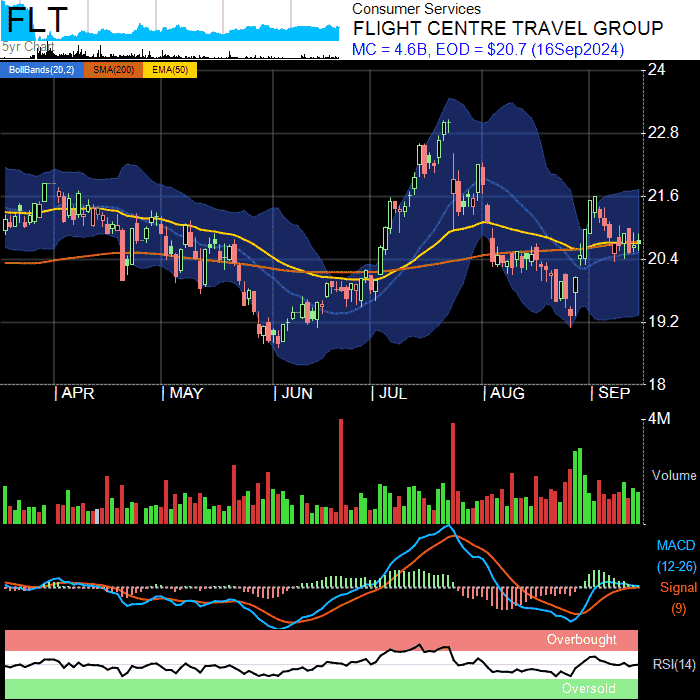 FLT
5yr Chart
Consumer Services
FLIGHT CENTRE TRAVEL GROUP
MC = 4.6B, EOD = $20.7 (16Sep2024)
BollBands(20,2) SMA(200) EMA(50)
24
22.8
21.6
20.4
19.2
18
| APR | MAY | JUN | JUL | AUG | SEP
4M
Volume
MACD
(12-26)
Signal
(9)
Overbought
RSI(14)
Oversold